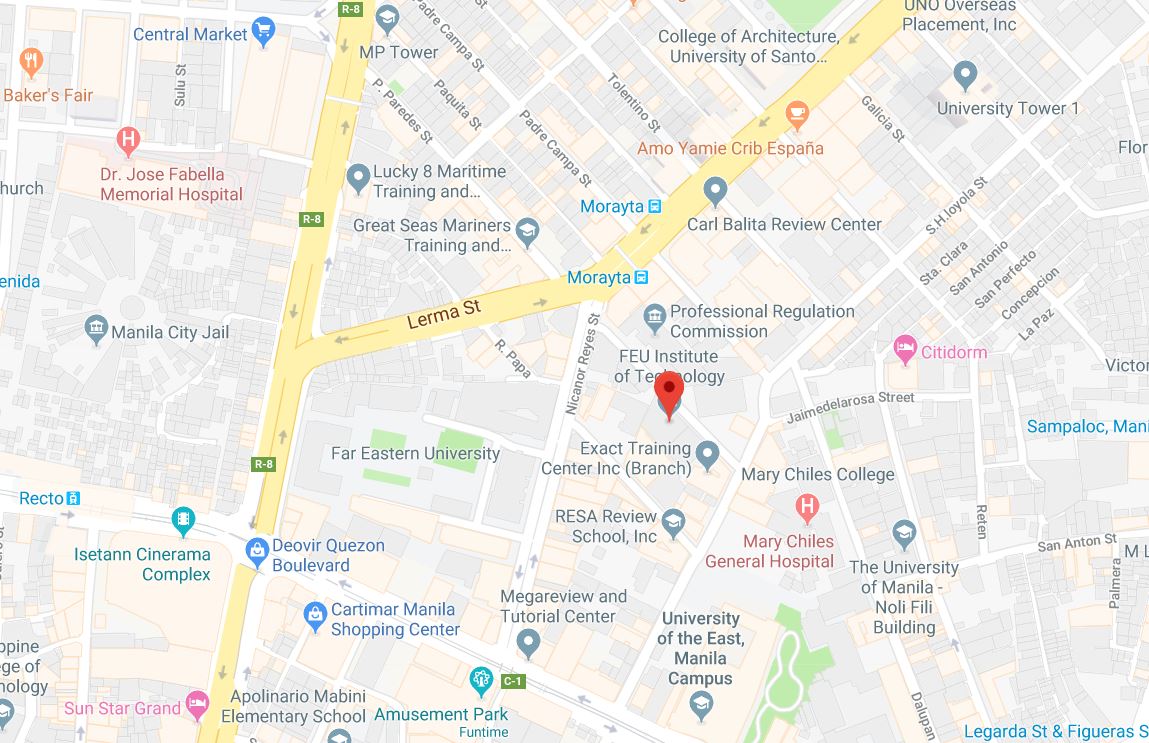 R-8
UNO Overseas
Placement, Inc
Central Market
MP Tower
Padre Campa St
College of Architecture,
University of Santo...
Baker's Fair
Sulu St
P. Paredes St
Paquita St
Tolentino St
University Tower 1
Padre Campa St
Galicia St
Amo Yamie Crib España
Dr. Jose Fabella
Memorial Hospital
Lucky 8 Maritime
Training and...
Flor
hurch
R-8
Morayta
Carl Balita Review Center
Great Seas Mariners
Training and...
S.H.loyola St
Sta. Clara
San Antonio
San Perfecto
Concepcion
La Paz
enida
Morayta
Lerma St
Manila City Jail
Professional Regulation
Commission
R. Papa
Nicanor Reyes St
FEU Institute
of Technology
Citidorm
Victor
Jaimedelarosa Street
Sampaloc, Mani
Far Eastern University
R-8
Exact Training
Center Inc (Branch)
Mary Chiles College
Recto
RESA Review
School, Inc
Mary Chiles
General Hospital
Reten
San Anton St
M L
Isetann Cinerama
Complex
Deovir Quezon
Boulevard
The University
of Manila -
Noli Fili
Building
Palmera
Cartimar Manila
Shopping Center
Megareview and
Tutorial Center
University
of the East,
Manila
Campus
ppine
ege of
nology
C-1
Sun Star Grand
Apolinario Mabini
Elementary School
Amusement Park
Funtime
Dalupan
Legarda St & Figueras S